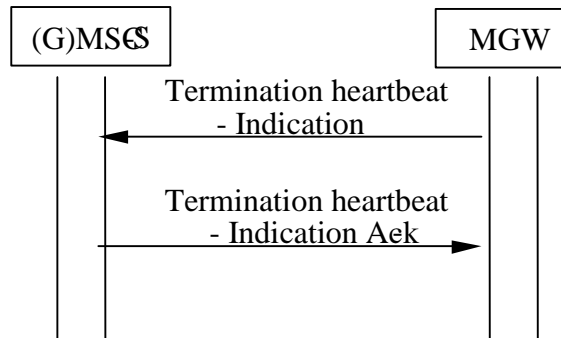 (G)MSC-S
MGW
Termination heartbeat
- Indication
Termination heartbeat
- Indication Ack